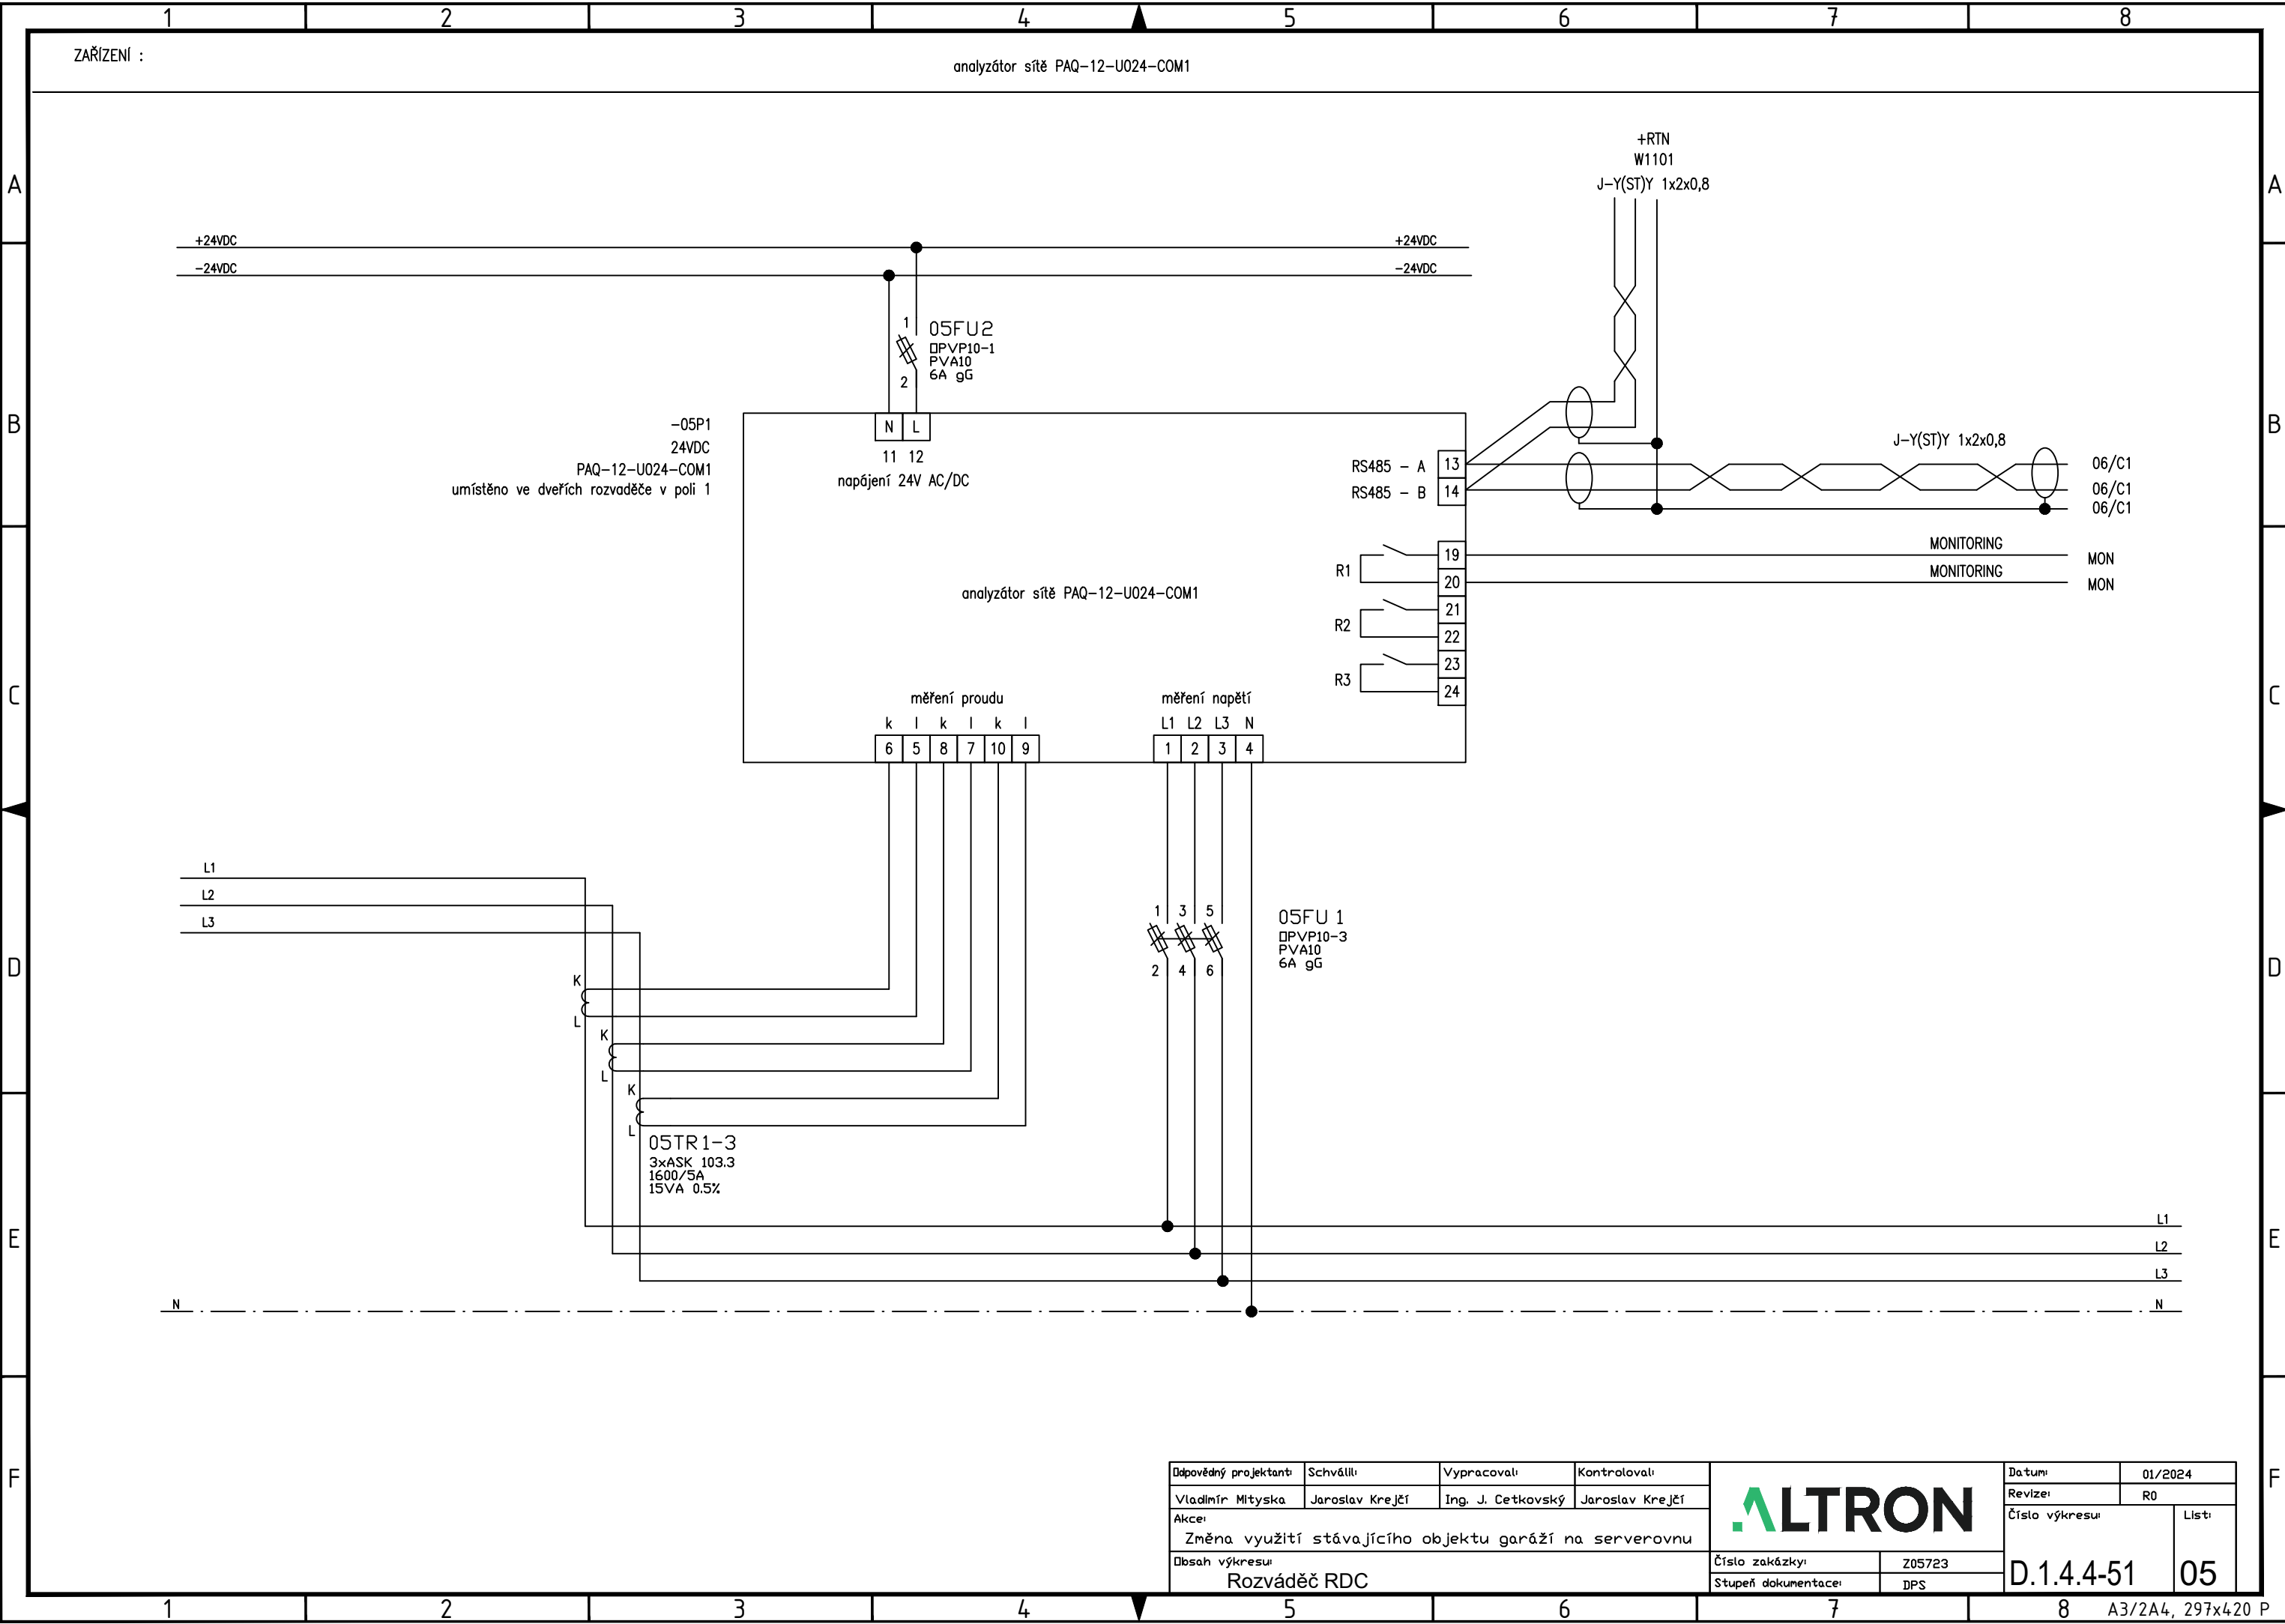 1 2 3 4 5 6 7 8
ZAŘÍZENÍ :
analyzátor sítě PAQ-12-U024-COM1
+RTN
W1101
J-Y(ST)Y 1x2x0,8
A A
+24VDC +24VDC
-24VDC -24VDC
1
05FU2
OPVP10-1
PVA10
6A gG
2
B B
-05P1
24VDC
PAQ-12-U024-COM1
umístěno ve dveřích rozvaděče v poli 1
N L
11 12
napájení 24V AC/DC
RS485 - A 13
RS485 - B 14
J-Y(ST)Y 1x2x0,8
06/C1
06/C1
06/C1
R1 19 MONITORING MON
20 MONITORING MON
analyzátor sítě PAQ-12-U024-COM1
R2 21
22
R3 23
24
C C
měření proudu
k l k l k l
6 5 8 7 10 9
měření napětí
L1 L2 L3 N
1 2 3 4
L1
L2
L3
1 3 5
2 4 6
05FU 1
OPVP10-3
PVA10
6A gG
D D
K
L
K
L
K
L
05TR1-3
3xASK 103.3
1600/5A
15VA 0.5%
E E
L1
L2
L3
N N
F F
Odpovědný projektant: Schválil: Vypracoval: Kontroloval:
Vladimír Mityska Jaroslav Krejčí Ing. J. Cetkovský Jaroslav Krejčí
Akce:
Změna využití stávajícího objektu garáží na serverovnu
Obsah výkresu:
Rozváděč RDC
ALTRON
Číslo zakázky: Z05723
Stupeň dokumentace: DPS
Datum: 01/2024
Revize: R0
Číslo výkresu: List:
D.1.4.4-51 05
1 2 3 4 5 6 7 8
A3/2A4, 297x420 P